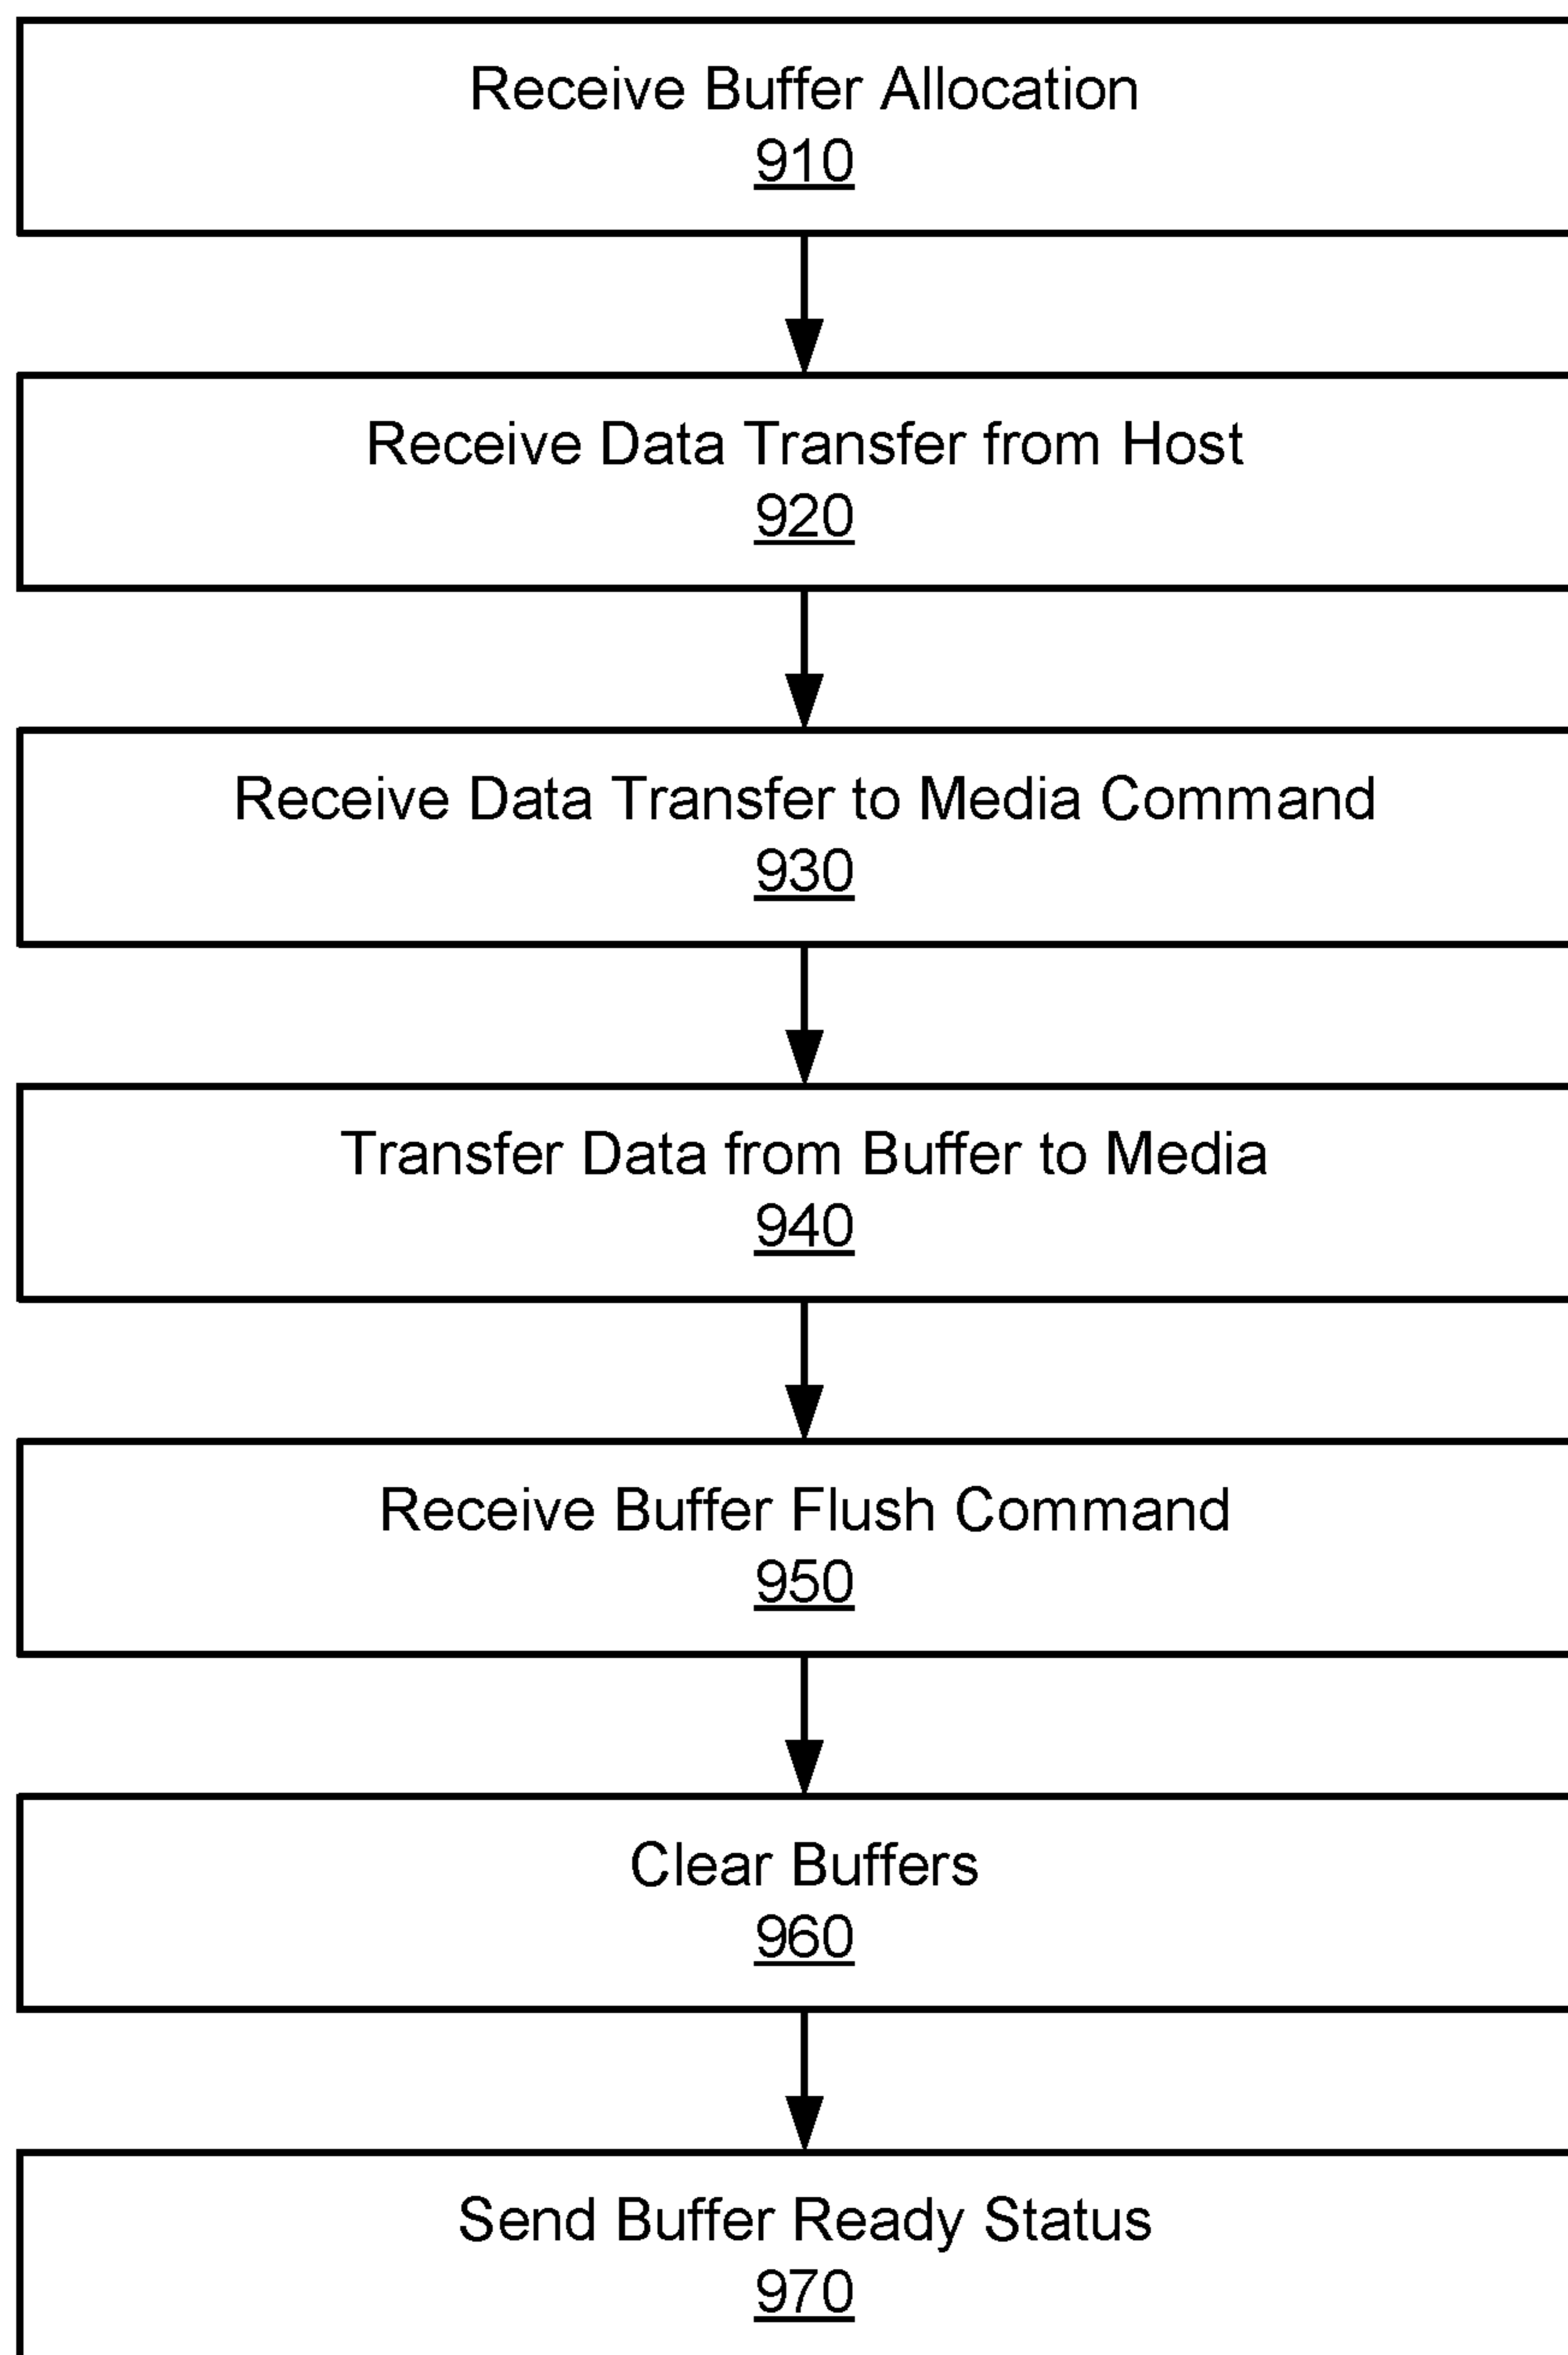 Receive Buffer Allocation
910
Receive Data Transfer from Host
920
Receive Data Transfer to Media Command
930
Transfer Data from Buffer to Media
940
Receive Buffer Flush Command
950
Clear Buffers
960
Send Buffer Ready Status
970